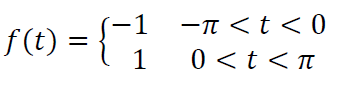 f(t) = { −1   −π < t < 0
1   0 < t < π